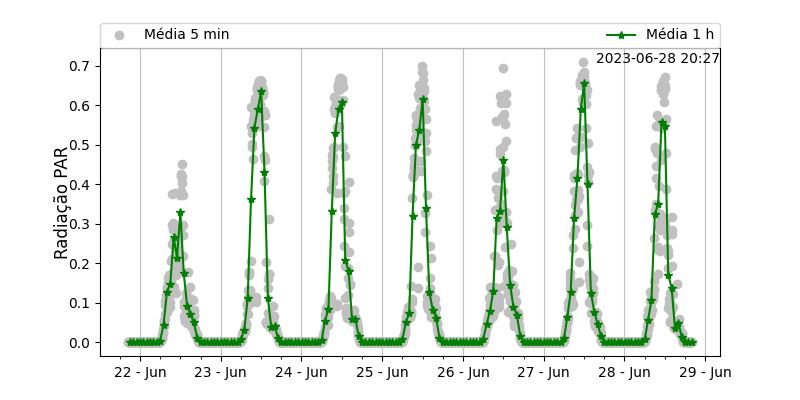 Média 5 min
Média 1 h
2023-06-28 20:27
Radiação PAR
0.7
0.6
0.5
0.4
0.3
0.2
0.1
0.0
22 - Jun
23 - Jun
24 - Jun
25 - Jun
26 - Jun
27 - Jun
28 - Jun
29 - Jun